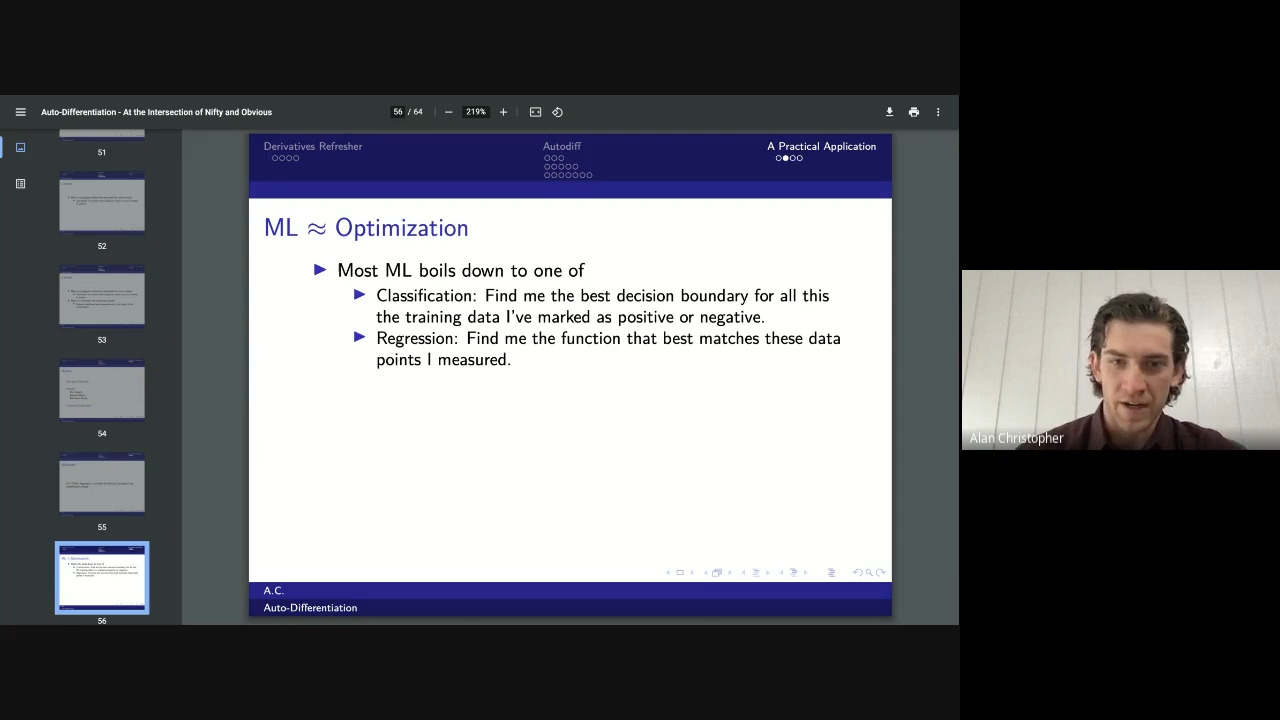 Auto-Differentiation - At the Intersection of Nifty and Obvious
56 / 64
219%
51
52
53
54
55
56
Derivatives Refresher
Autodiff
A Practical Application
ML ≈ Optimization
Most ML boils down to one of
Classification: Find me the best decision boundary for all this
the training data I've marked as positive or negative.
Regression: Find me the function that best matches these data
points I measured.
A.C.
Auto-Differentiation
Alan Christopher